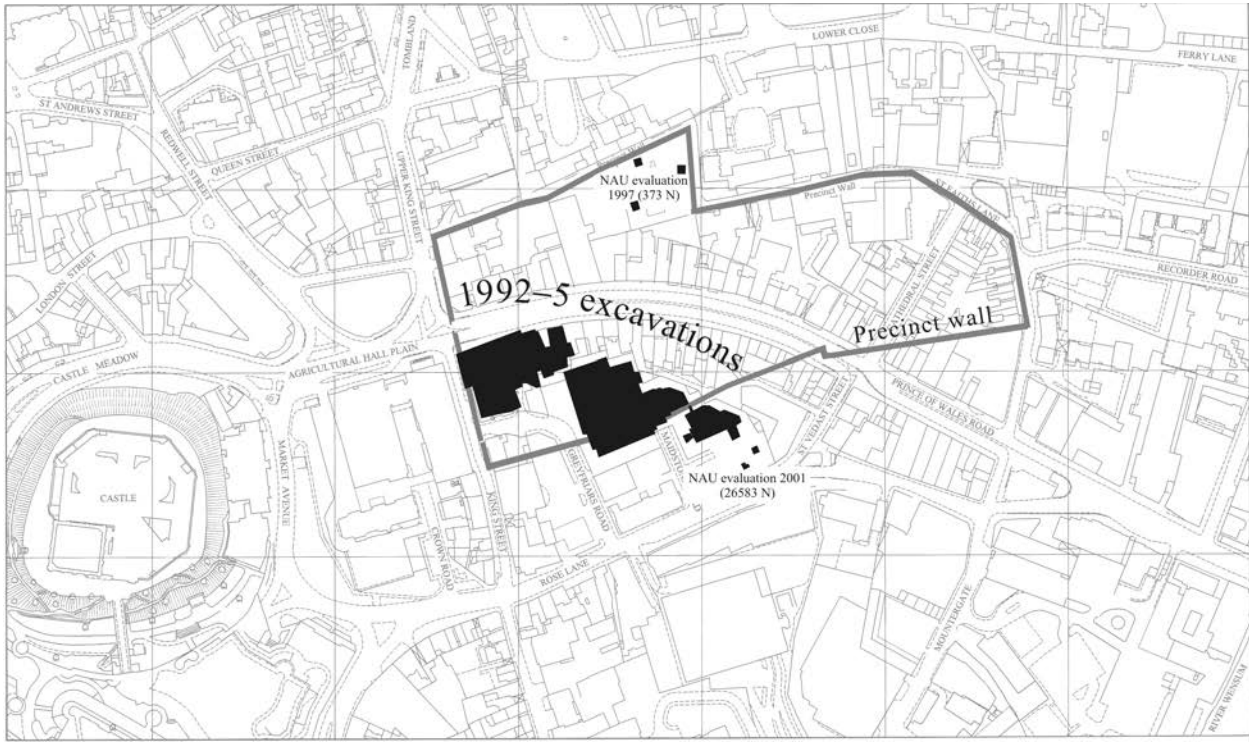 LOWER CLOSE
FERRY LANE
TOMBLAND
ST ANDREWS STREET
REDWELL STREET
QUEEN STREET
UPPER KING STREET
NAU evaluation
1997 (373 N)
Precinct Wall
ST FAITHS LANE
RECORDER ROAD
LONDON STREET
CATHEDRAL STREET
1992–5 excavations
Precinct wall
AGRICULTURAL HALL PLAIN
CASTLE MEADOW
PRINCE OF WALES ROAD
ST VEDAST STREET
MARKET AVENUE
CASTLE
GREYFRIARS ROAD
NAU evaluation 2001
(26583 N)
KING STREET
CROWN ROAD
ROSE LANE
MOUNTERGATE
RIVER WENSUM